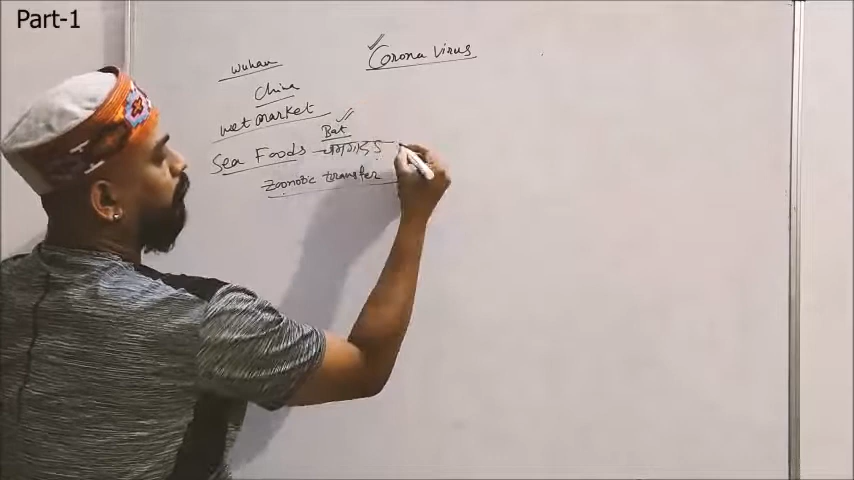 Part-1
Corona Virus
Wuhan
China
wet market
Bat
Sea Foods
Zoonotic transfer